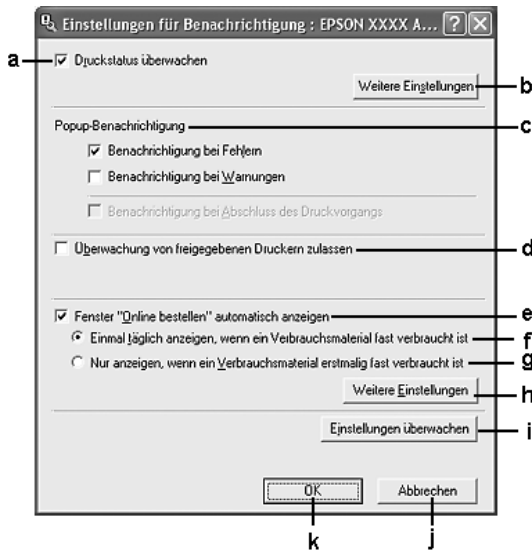 Einstellungen für Benachrichtigung : EPSON XXXX A...
a
Druckstatus überwachen
Weitere Einstellungen
b
Popup-Benachrichtigung
c
Benachrichtigung bei Fehlern
Benachrichtigung bei Warnungen
Benachrichtigung bei Abschluss des Druckvorgangs
Überwachung von freigegebenen Druckern zulassen
d
Fenster "Online bestellen" automatisch anzeigen
e
Einmal täglich anzeigen, wenn ein Verbrauchsmaterial fast verbraucht ist
f
Nur anzeigen, wenn ein Verbrauchsmaterial erstmalig fast verbraucht ist
g
Weitere Einstellungen
h
Einstellungen überwachen
i
OK
Abbrechen
k
j